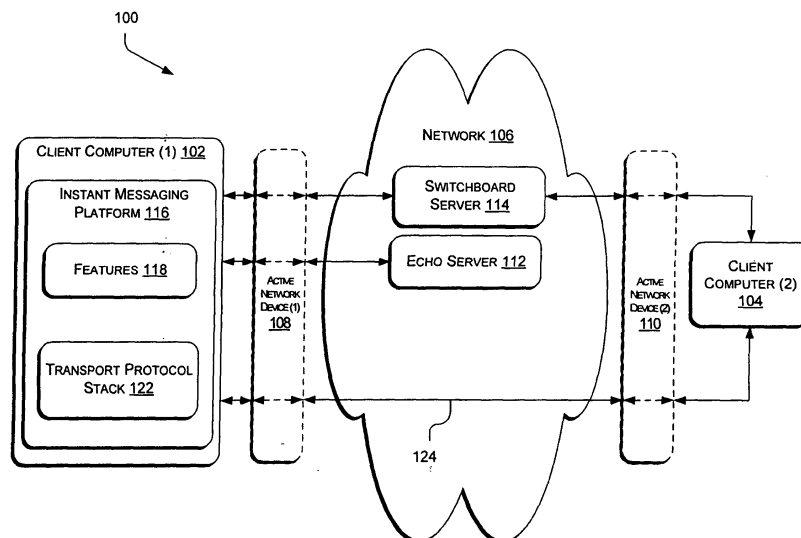 100
CLIENT COMPUTER (1) 102
INSTANT MESSAGING
PLATFORM 116
FEATURES 118
TRANSPORT PROTOCOL
STACK 122
ACTIVE
NETWORK
DEVICE (1)
108
NETWORK 106
SWITCHBOARD
SERVER 114
ECHO SERVER 112
124
ACTIVE
NETWORK
DEVICE (2)
110
CLIENT
COMPUTER (2)
104